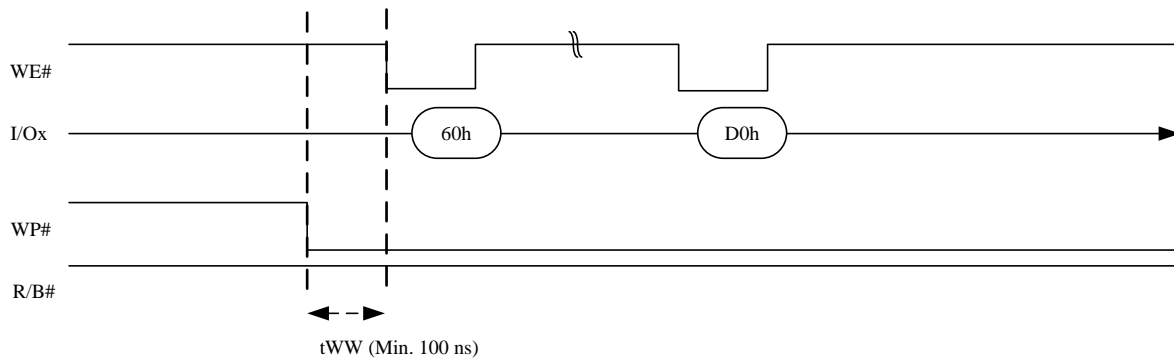 WE#
I/Ox
60h
D0h
WP#
R/B#
tWW (Min. 100 ns)